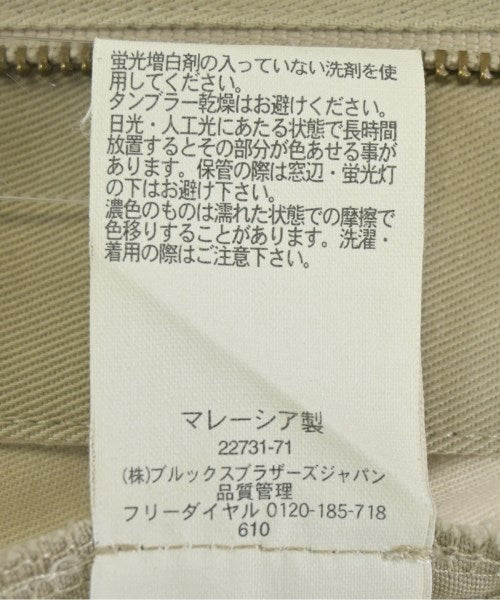 蛍光増白剤の入っていない洗剤を使
用してください。
タンブラー乾燥はお避けください。
日光・人工光にあたる状態で長時間
放置するとその部分が色あせる事が
あります。保管の際は窓辺・蛍光灯
の下はお避け下さい。
濃色のものは濡れた状態での摩擦で
色移りすることがあります。洗濯・
着用の際はご注意下さい。
マレーシア製
22731-71
(株)ブルックスブラザーズジャパン
品質管理
フリーダイヤル 0120-185-718
610